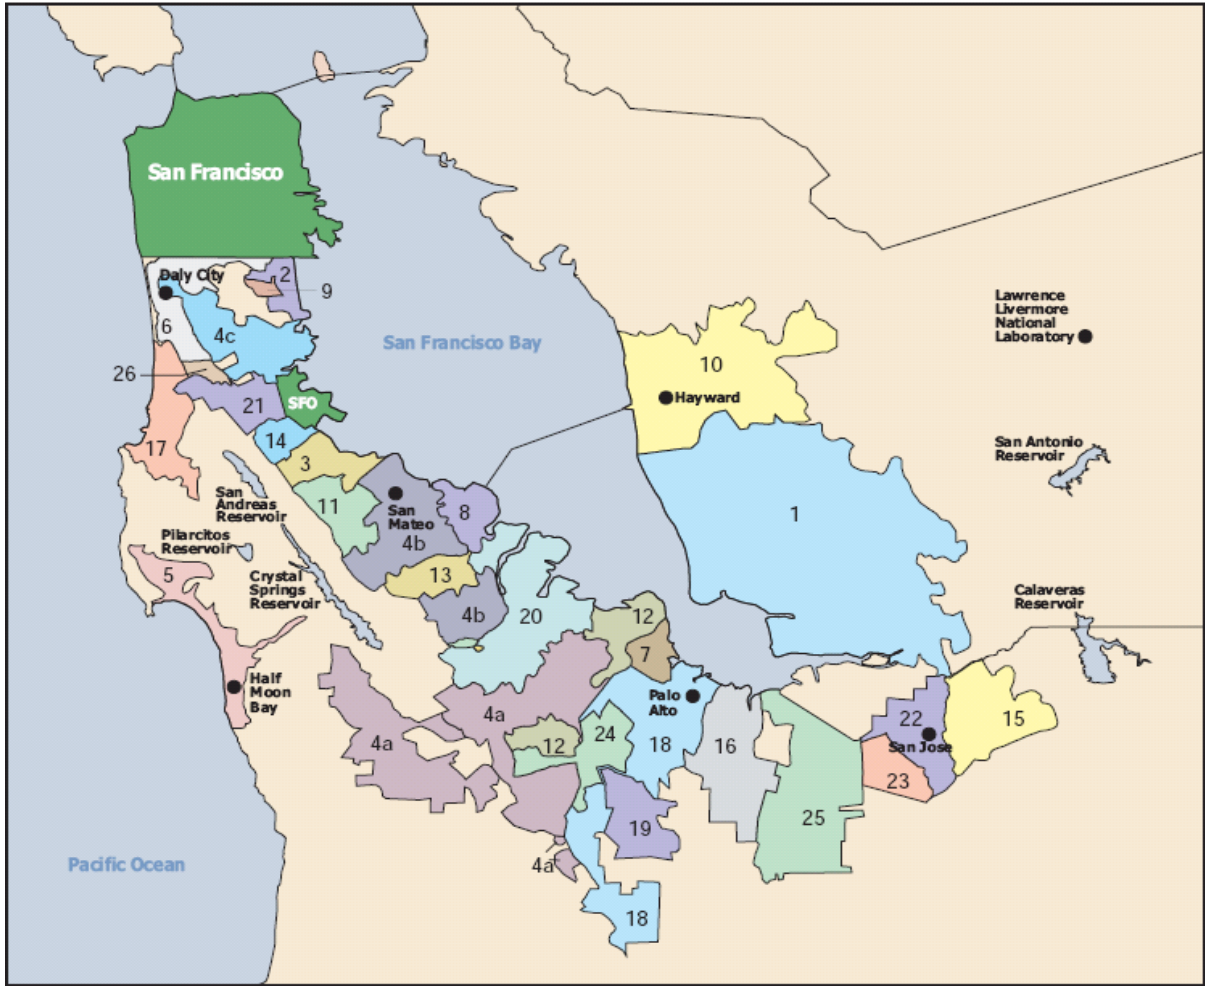 San Francisco
Daly City
2
9
6
4c
San Francisco Bay
Lawrence
Livermore
National
Laboratory
10
26
Hayward
21
SFO
14
17
3
San Antonio
Reservoir
San
Andreas
Reservoir
11
San
Mateo
8
1
Pilarcitos
Reservoir
4b
5
13
Crystal
Springs
Reservoir
Calaveras
Reservoir
4b
20
12
7
Half
Moon
Bay
Palo
Alto
4a
4a
12
24
18
16
22
San Jose
15
23
19
25
Pacific Ocean
4a
18